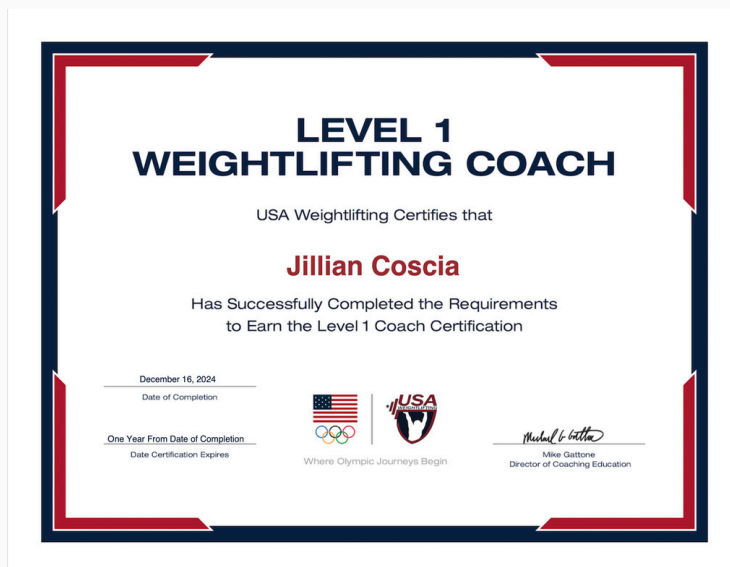 LEVEL 1
WEIGHTLIFTING COACH
USA Weightlifting Certifies that
Jillian Coscia
Has Successfully Completed the Requirements
to Earn the Level 1 Coach Certification
December 16, 2024
Date of Completion
One Year From Date of Completion
Date Certification Expires
USA
WEIGHTLIFTING
Where Olympic Journeys Begin
Mike Gattone
Director of Coaching Education